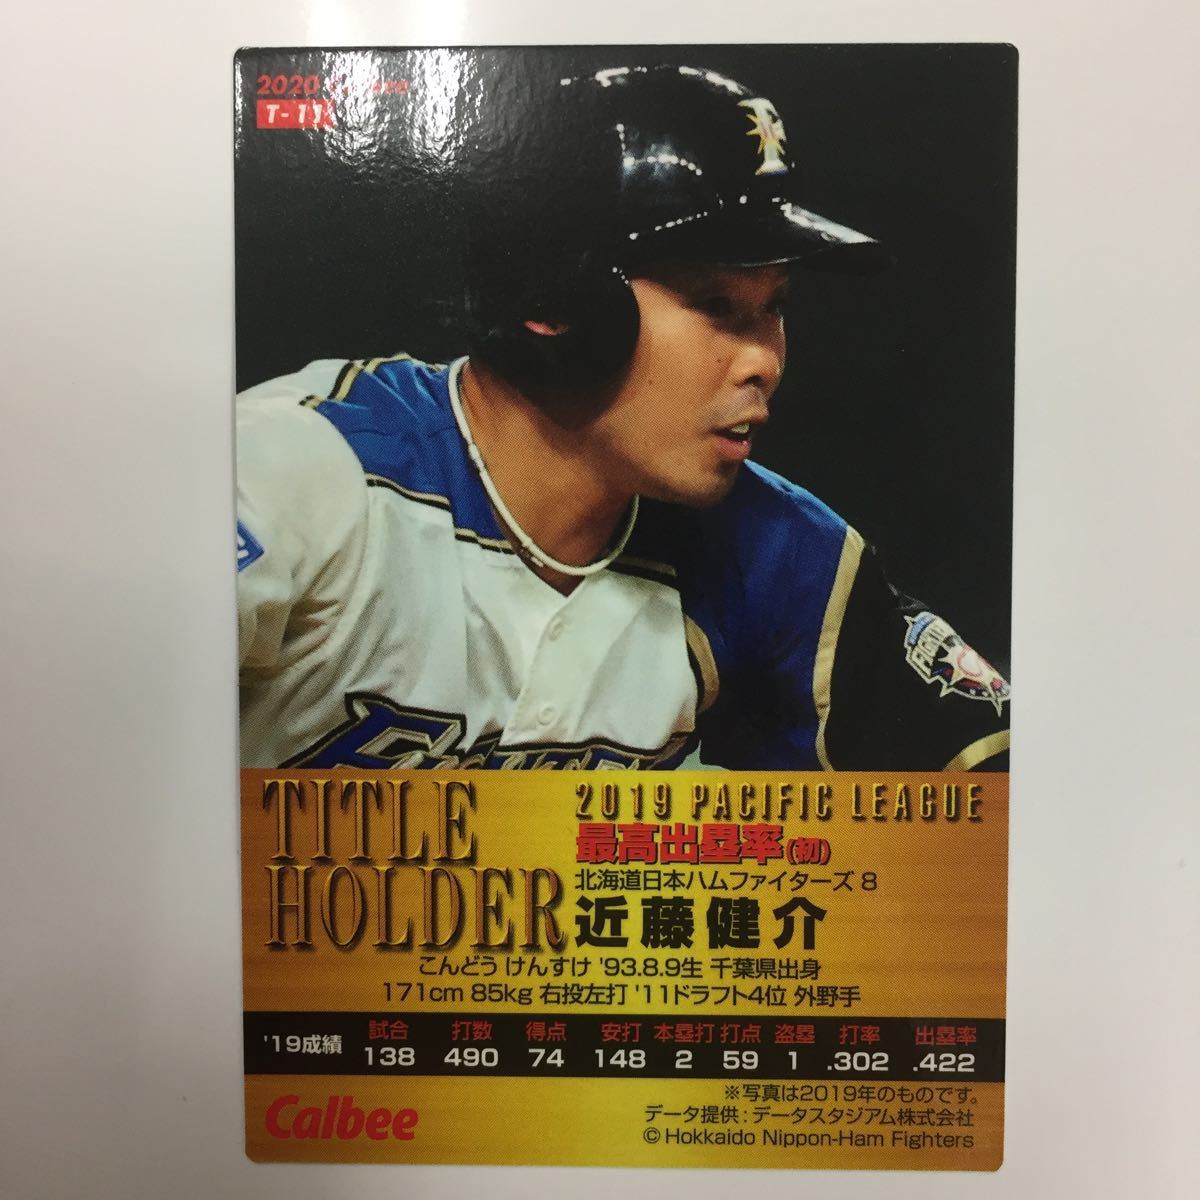 2020 Calbee
T-11
TITLE HOLDER
2019 PACIFIC LEAGUE
最高出塁率(初)
北海道日本ハムファイターズ 8
近藤健介
こんどう けんすけ '93.8.9生 千葉県出身
171cm 85kg 右投左打 '11ドラフト4位 外野手
試合 打数 得点 安打 本塁打 打点 盗塁 打率 出塁率
'19成績 138 490 74 148 2 59 1 .302 .422
Calbee
※写真は2019年のものです。
データ提供:データスタジアム株式会社
©Hokkaido Nippon-Ham Fighters